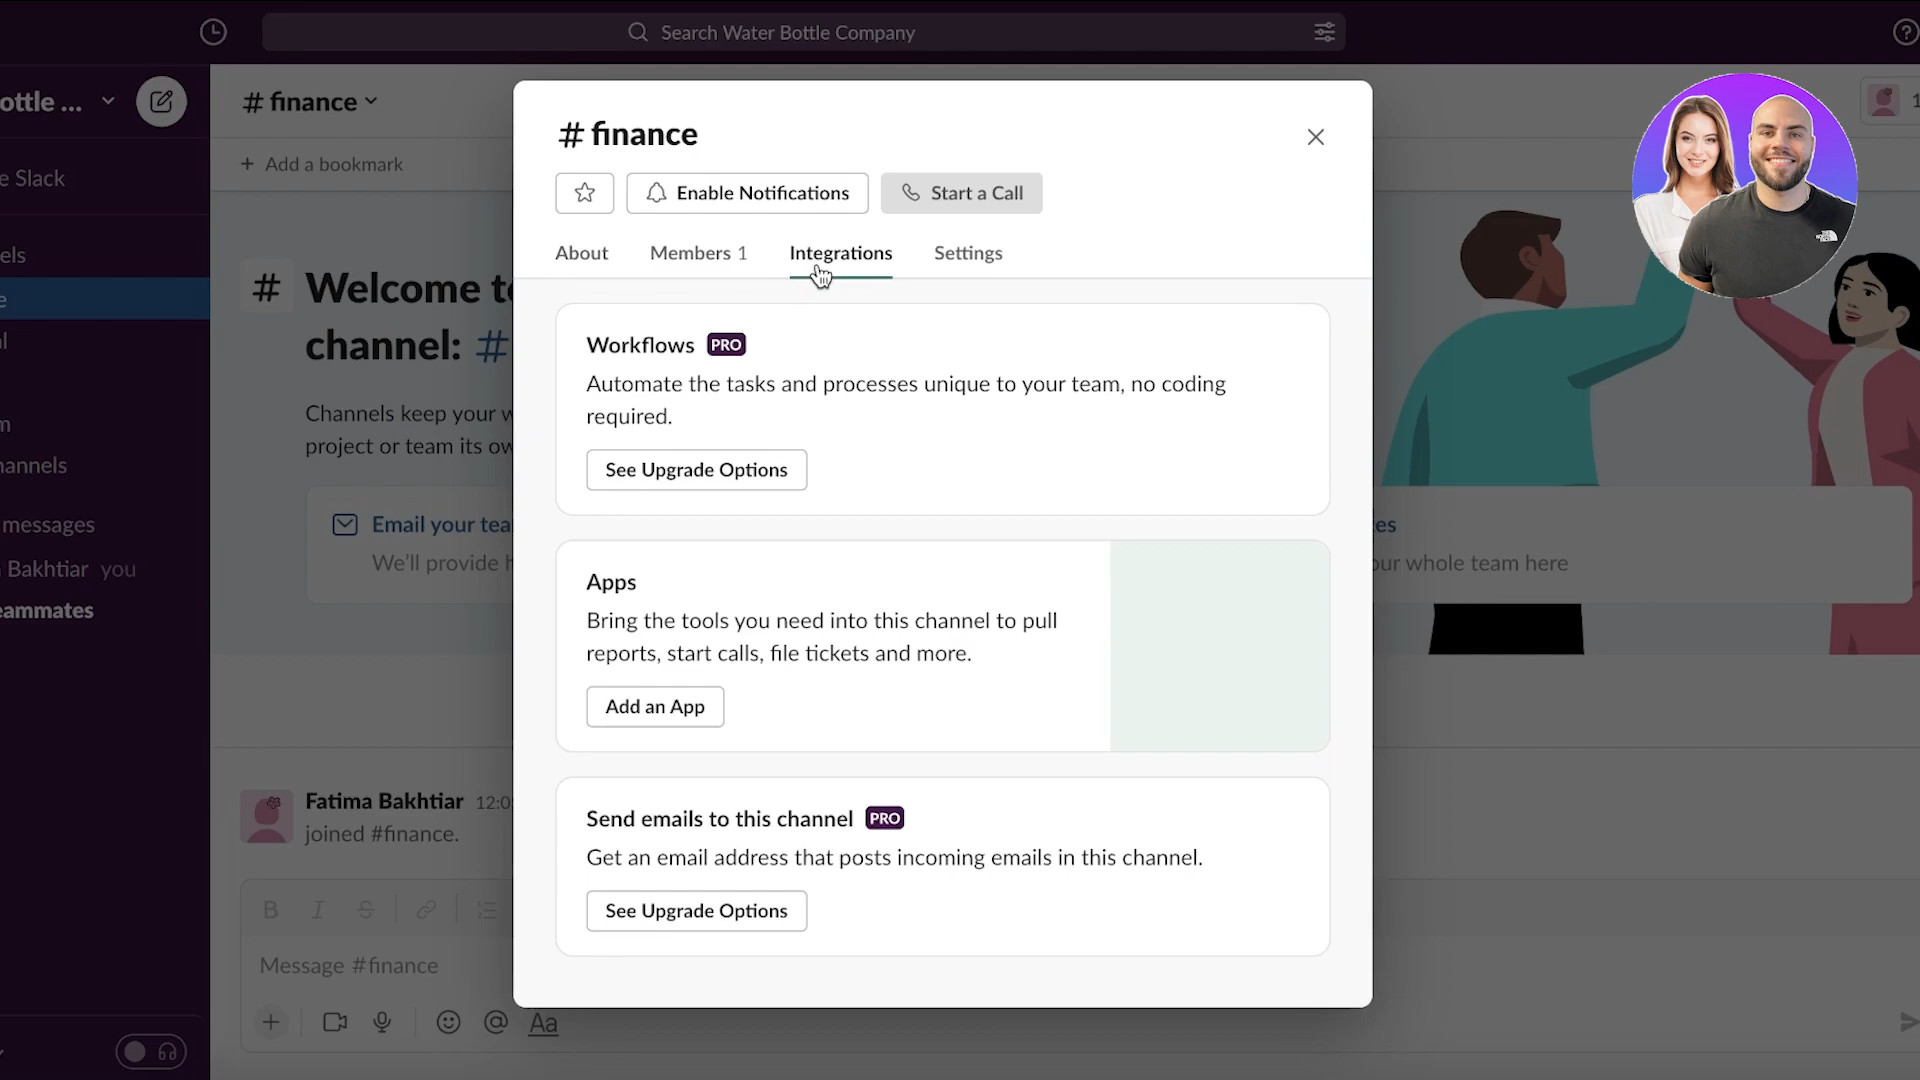 Search Water Bottle Company
ottle ...
# finance
Add a bookmark
e Slack
els
e
l
m
hannels
messages
Bakhtiar you
eammates
Welcome to
channel: #
Channels keep your w
project or team its ow
Email your tea
We'll provide h
Fatima Bakhtiar 12:0
joined #finance.
Message #finance
Aa
# finance
Enable Notifications
Start a Call
About
Members 1
Integrations
Settings
Workflows PRO
Automate the tasks and processes unique to your team, no coding
required.
See Upgrade Options
Apps
Bring the tools you need into this channel to pull
reports, start calls, file tickets and more.
Add an App
Send emails to this channel PRO
Get an email address that posts incoming emails in this channel.
See Upgrade Options
1
es
our whole team here